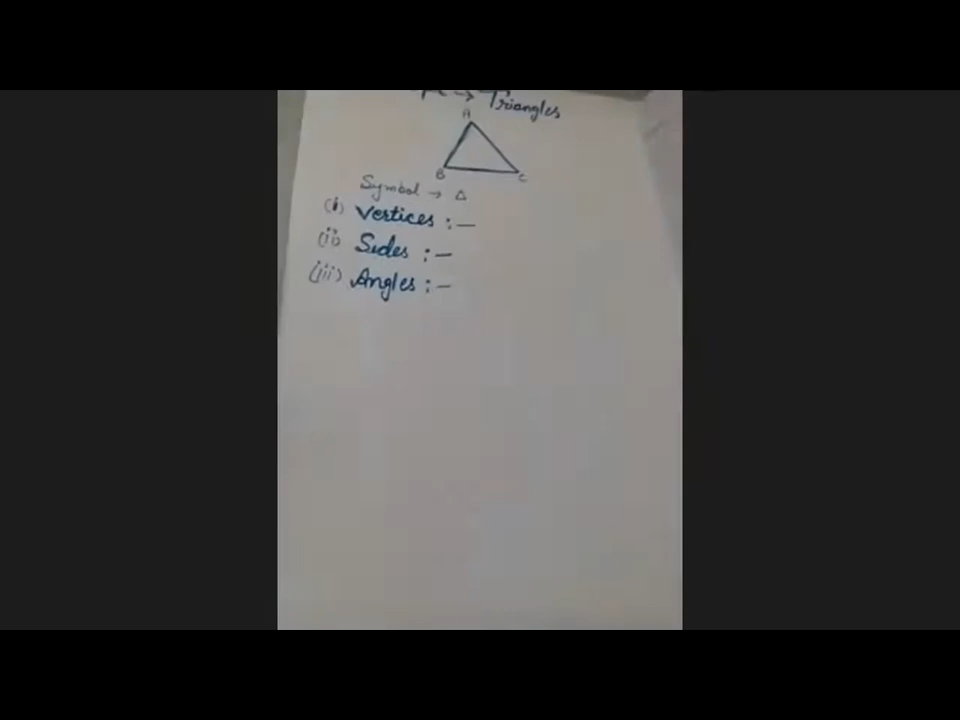 → Triangles
A
B C
Symbol → △
(i) Vertices :—
(ii) Sides :—
(iii) Angles :—